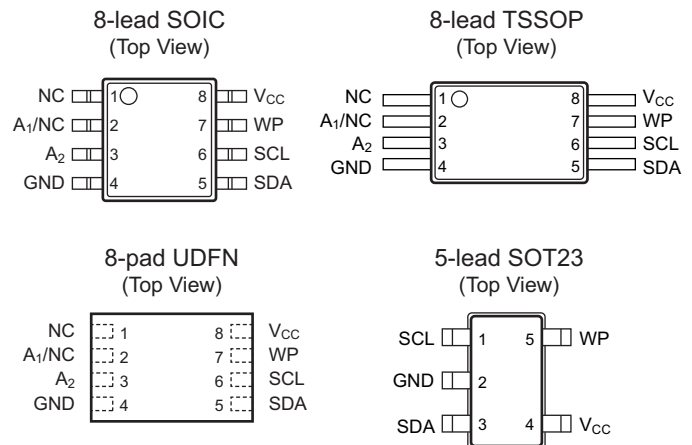 8-lead SOIC
(Top View)
NC 1 8 VCC
A1/NC 2 7 WP
A2 3 6 SCL
GND 4 5 SDA
8-lead TSSOP
(Top View)
NC 1 8 VCC
A1/NC 2 7 WP
A2 3 6 SCL
GND 4 5 SDA
8-pad UDFN
(Top View)
NC 1 8 VCC
A1/NC 2 7 WP
A2 3 6 SCL
GND 4 5 SDA
5-lead SOT23
(Top View)
SCL 1 5 WP
GND 2
SDA 3 4 VCC